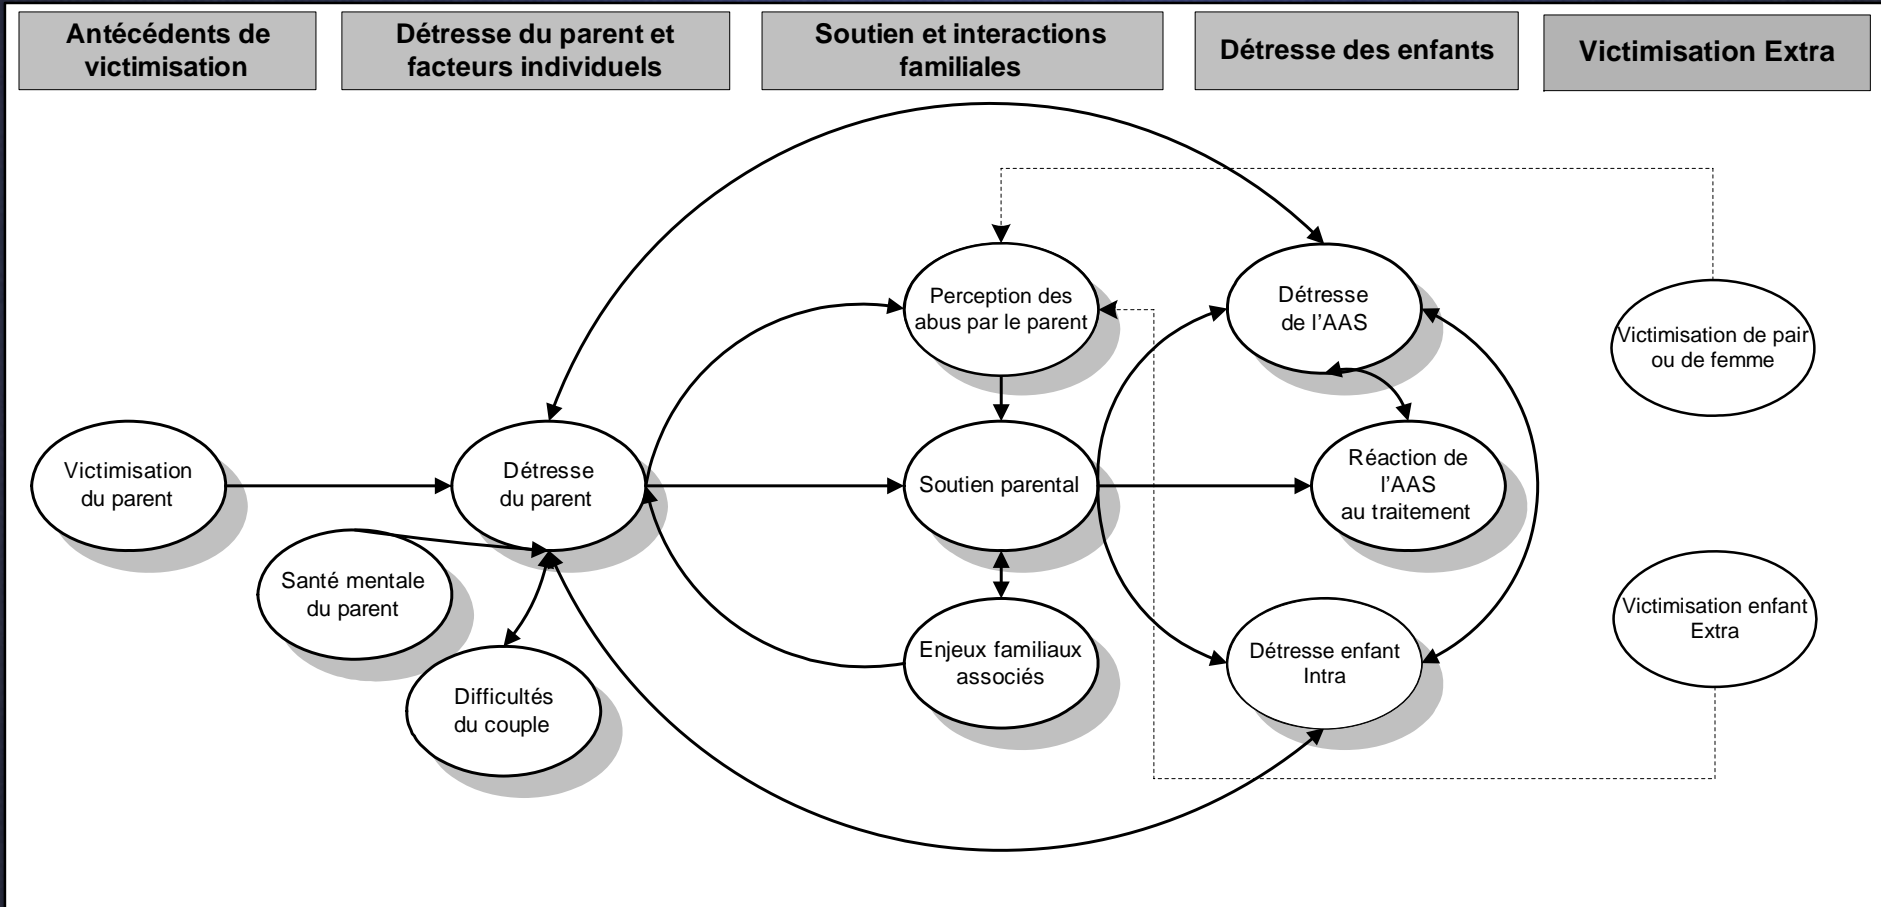 Antécédents de
victimisation
Détresse du parent et
facteurs individuels
Soutien et interactions
familiales
Détresse des enfants
Victimisation Extra
Perception des
abus par le parent
Détresse
de l'AAS
Victimisation de pair
ou de femme
Victimisation
du parent
Détresse
du parent
Soutien parental
Réaction de
l'AAS
au traitement
Santé mentale
du parent
Difficultés
du couple
Enjeux familiaux
associés
Détresse enfant
Intra
Victimisation enfant
Extra